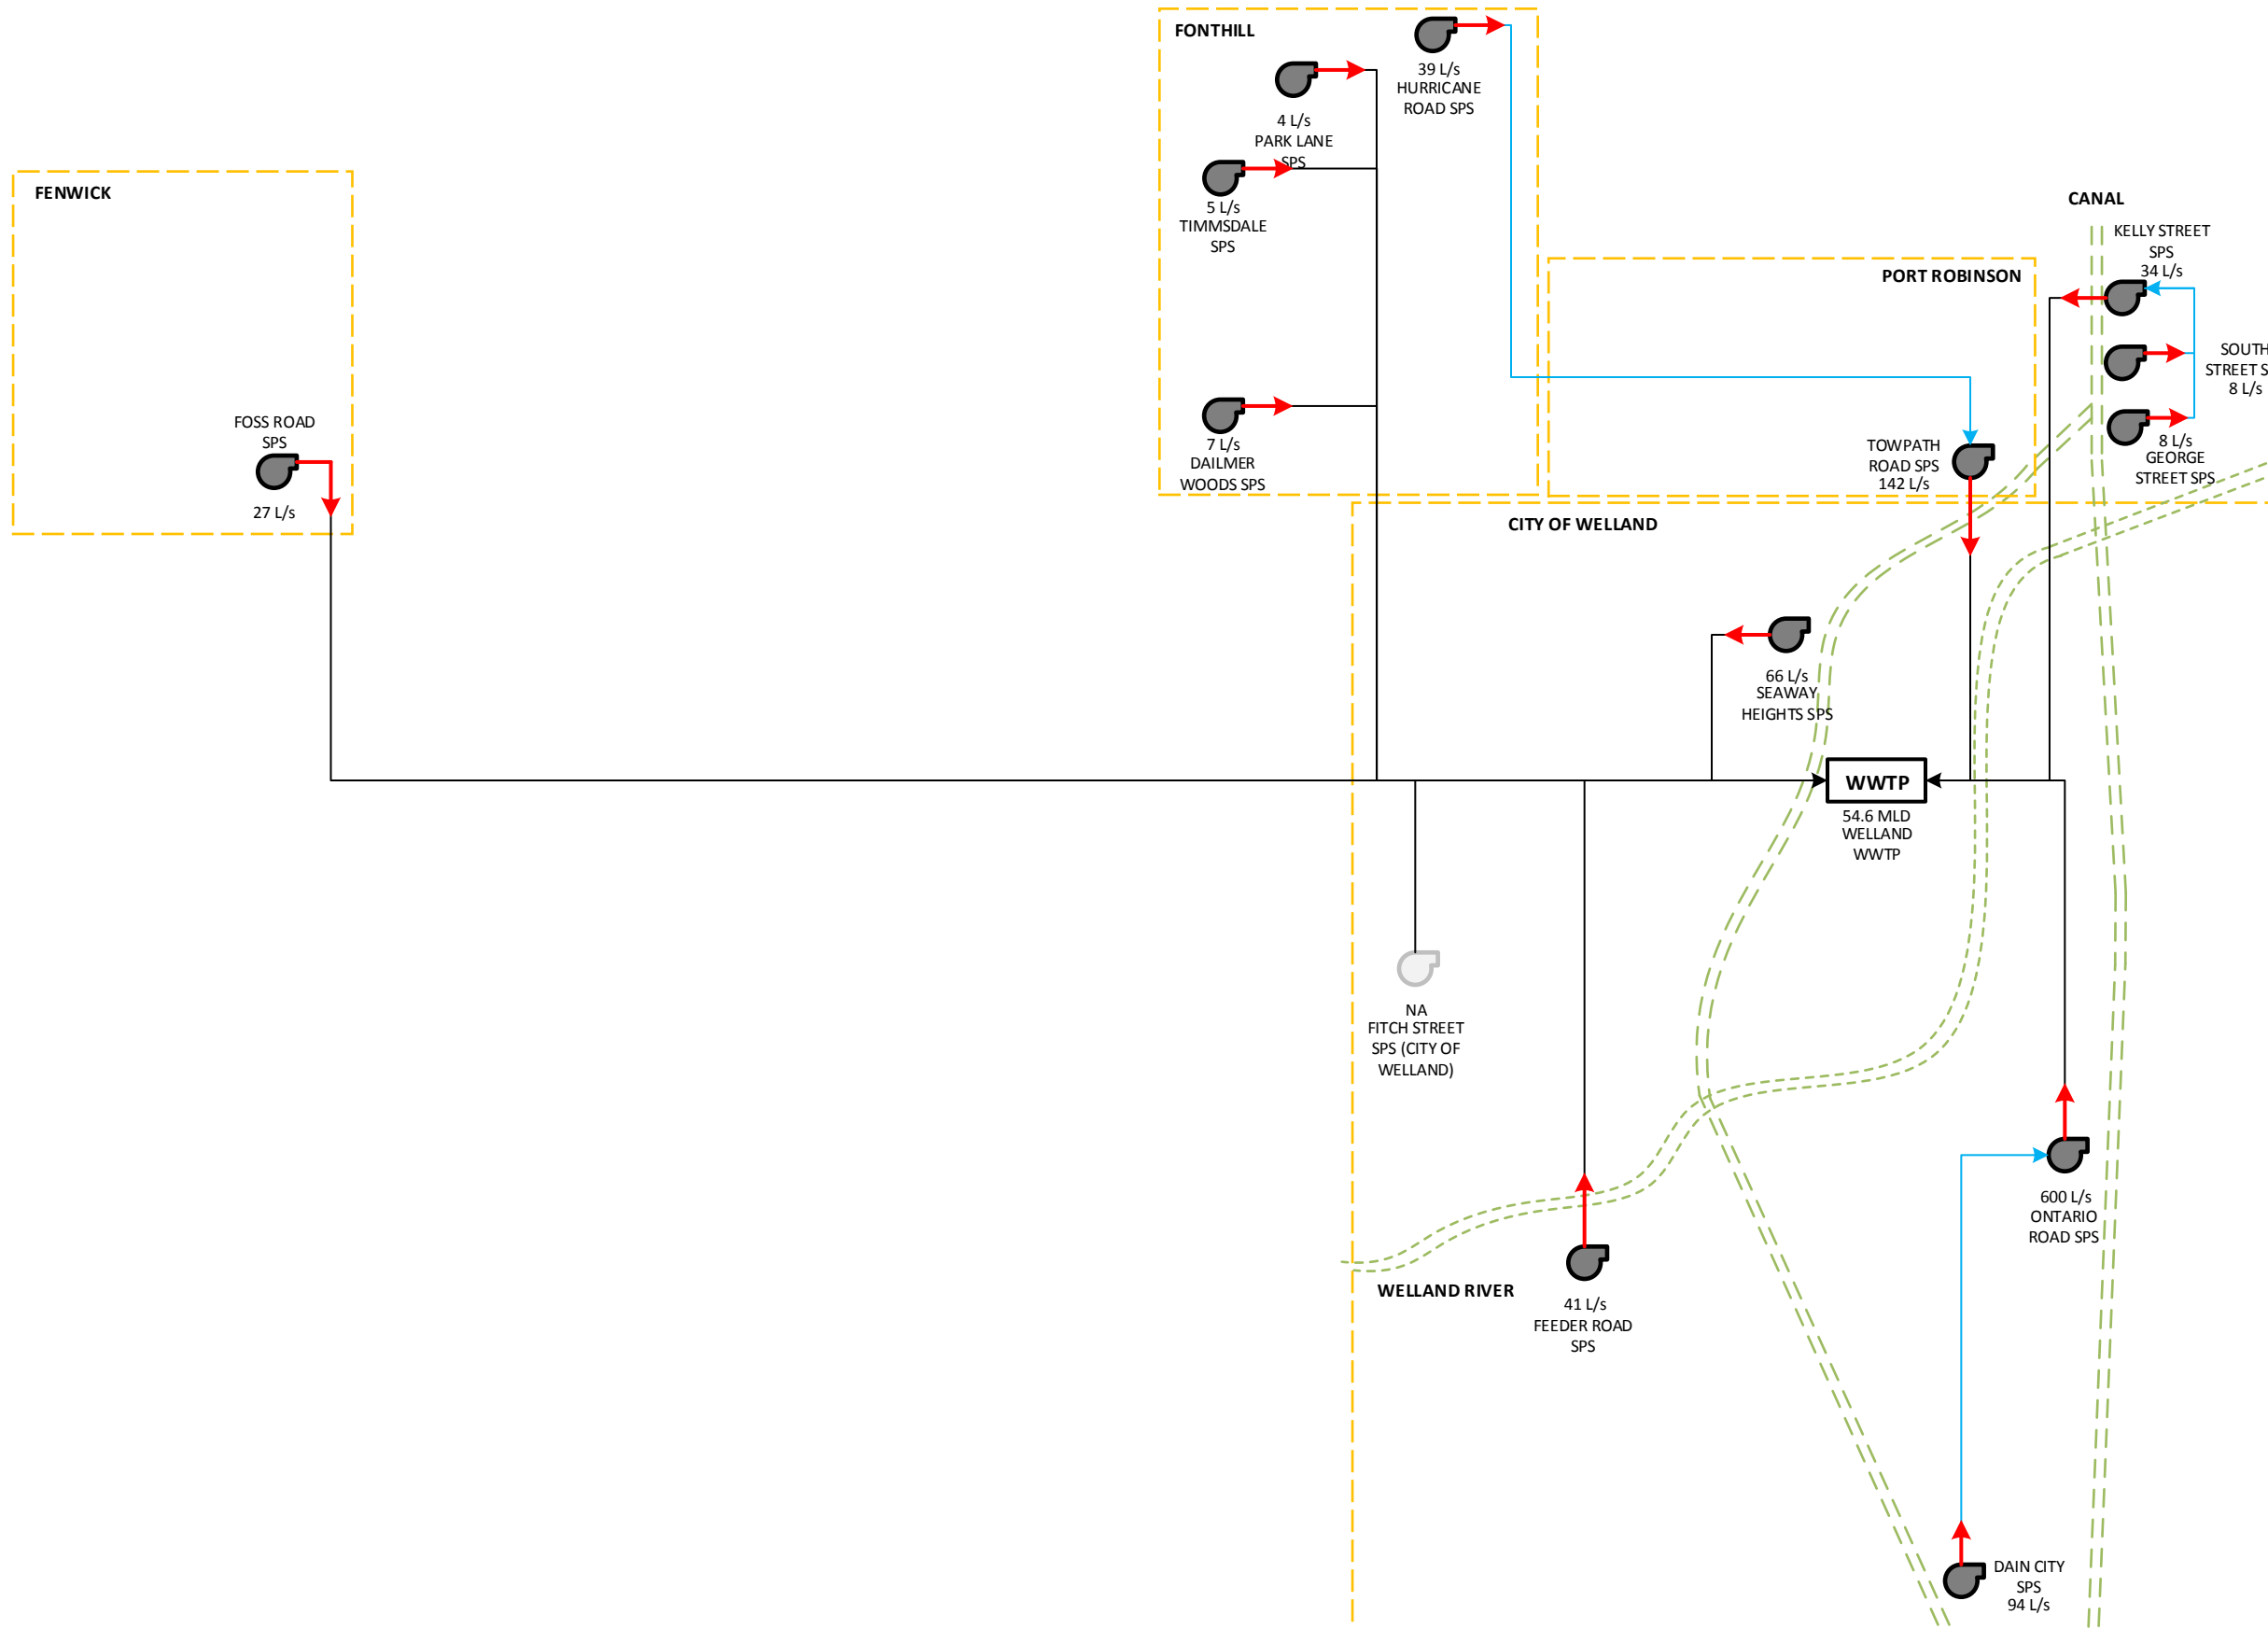 FONTHILL
39 L/s
HURRICANE
ROAD SPS
4 L/s
PARK LANE
SPS
5 L/s
TIMMSDALE
SPS
7 L/s
DAILMER
WOODS SPS
FENWICK
FOSS ROAD
SPS
27 L/s
CANAL
KELLY STREET
SPS
34 L/s
PORT ROBINSON
SOUTH
STREET S
8 L/s
8 L/s
GEORGE
STREET SPS
TOWPATH
ROAD SPS
142 L/s
CITY OF WELLAND
66 L/s
SEAWAY
HEIGHTS SPS
WWTP
54.6 MLD
WELLAND
WWTP
NA
FITCH STREET
SPS (CITY OF
WELLAND)
600 L/s
ONTARIO
ROAD SPS
WELLAND RIVER
41 L/s
FEEDER ROAD
SPS
DAIN CITY
SPS
94 L/s